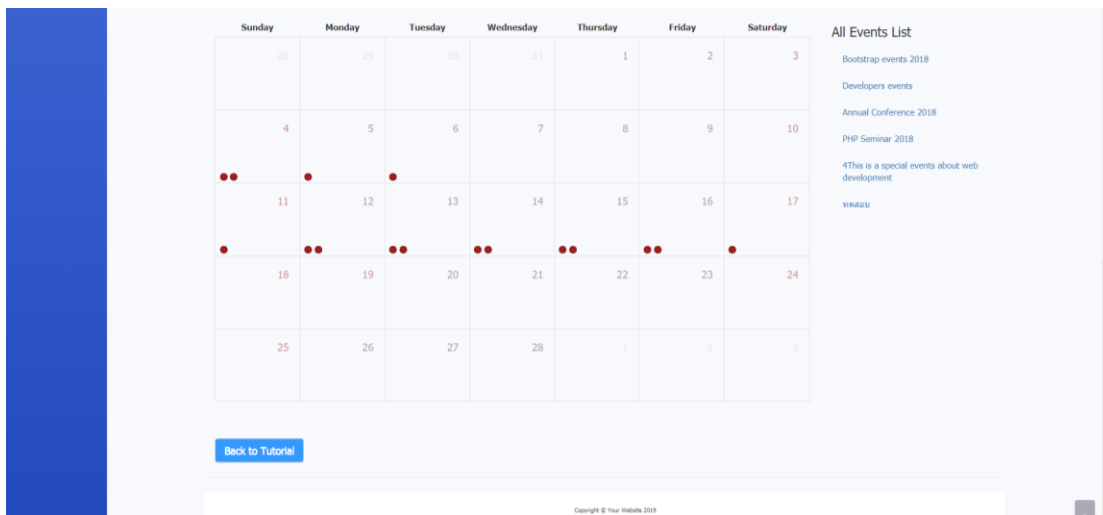 Sunday Monday Tuesday Wednesday Thursday Friday Saturday
28 29 30 31 1 2 3
4 5 6 7 8 9 10
11 12 13 14 15 16 17
18 19 20 21 22 23 24
25 26 27 28 1 2 3
All Events List
Bootstrap events 2018
Developers events
Annual Conference 2018
PHP Seminar 2018
4This is a special events about web
development
ทดสอบ
Back to Tutorial
Copyright © Your Website 2019